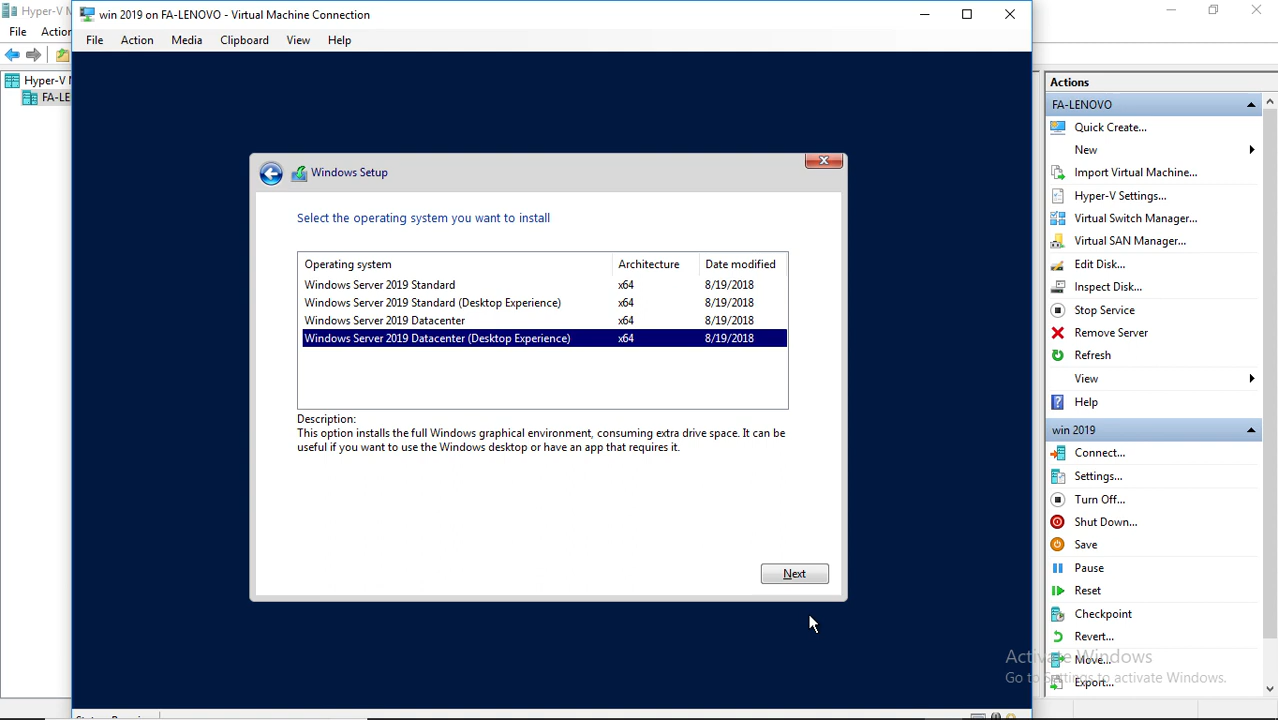 Hyper-V M
win 2019 on FA-LENOVO - Virtual Machine Connection
File Action
File Action Media Clipboard View Help
Hyper-V M
FA-LE
Windows Setup
Select the operating system you want to install
Operating system Architecture Date modified
Windows Server 2019 Standard x64 8/19/2018
Windows Server 2019 Standard (Desktop Experience) x64 8/19/2018
Windows Server 2019 Datacenter x64 8/19/2018
Windows Server 2019 Datacenter (Desktop Experience) x64 8/19/2018
Description:
This option installs the full Windows graphical environment, consuming extra drive space. It can be
useful if you want to use the Windows desktop or have an app that requires it.
Next
Actions
FA-LENOVO
Quick Create...
New
Import Virtual Machine...
Hyper-V Settings...
Virtual Switch Manager...
Virtual SAN Manager...
Edit Disk...
Inspect Disk...
Stop Service
Remove Server
Refresh
View
Help
win 2019
Connect...
Settings...
Turn Off...
Shut Down...
Save
Pause
Reset
Checkpoint
Revert...
Move...
Export...
Activate Windows
Go to Settings to activate Windows.